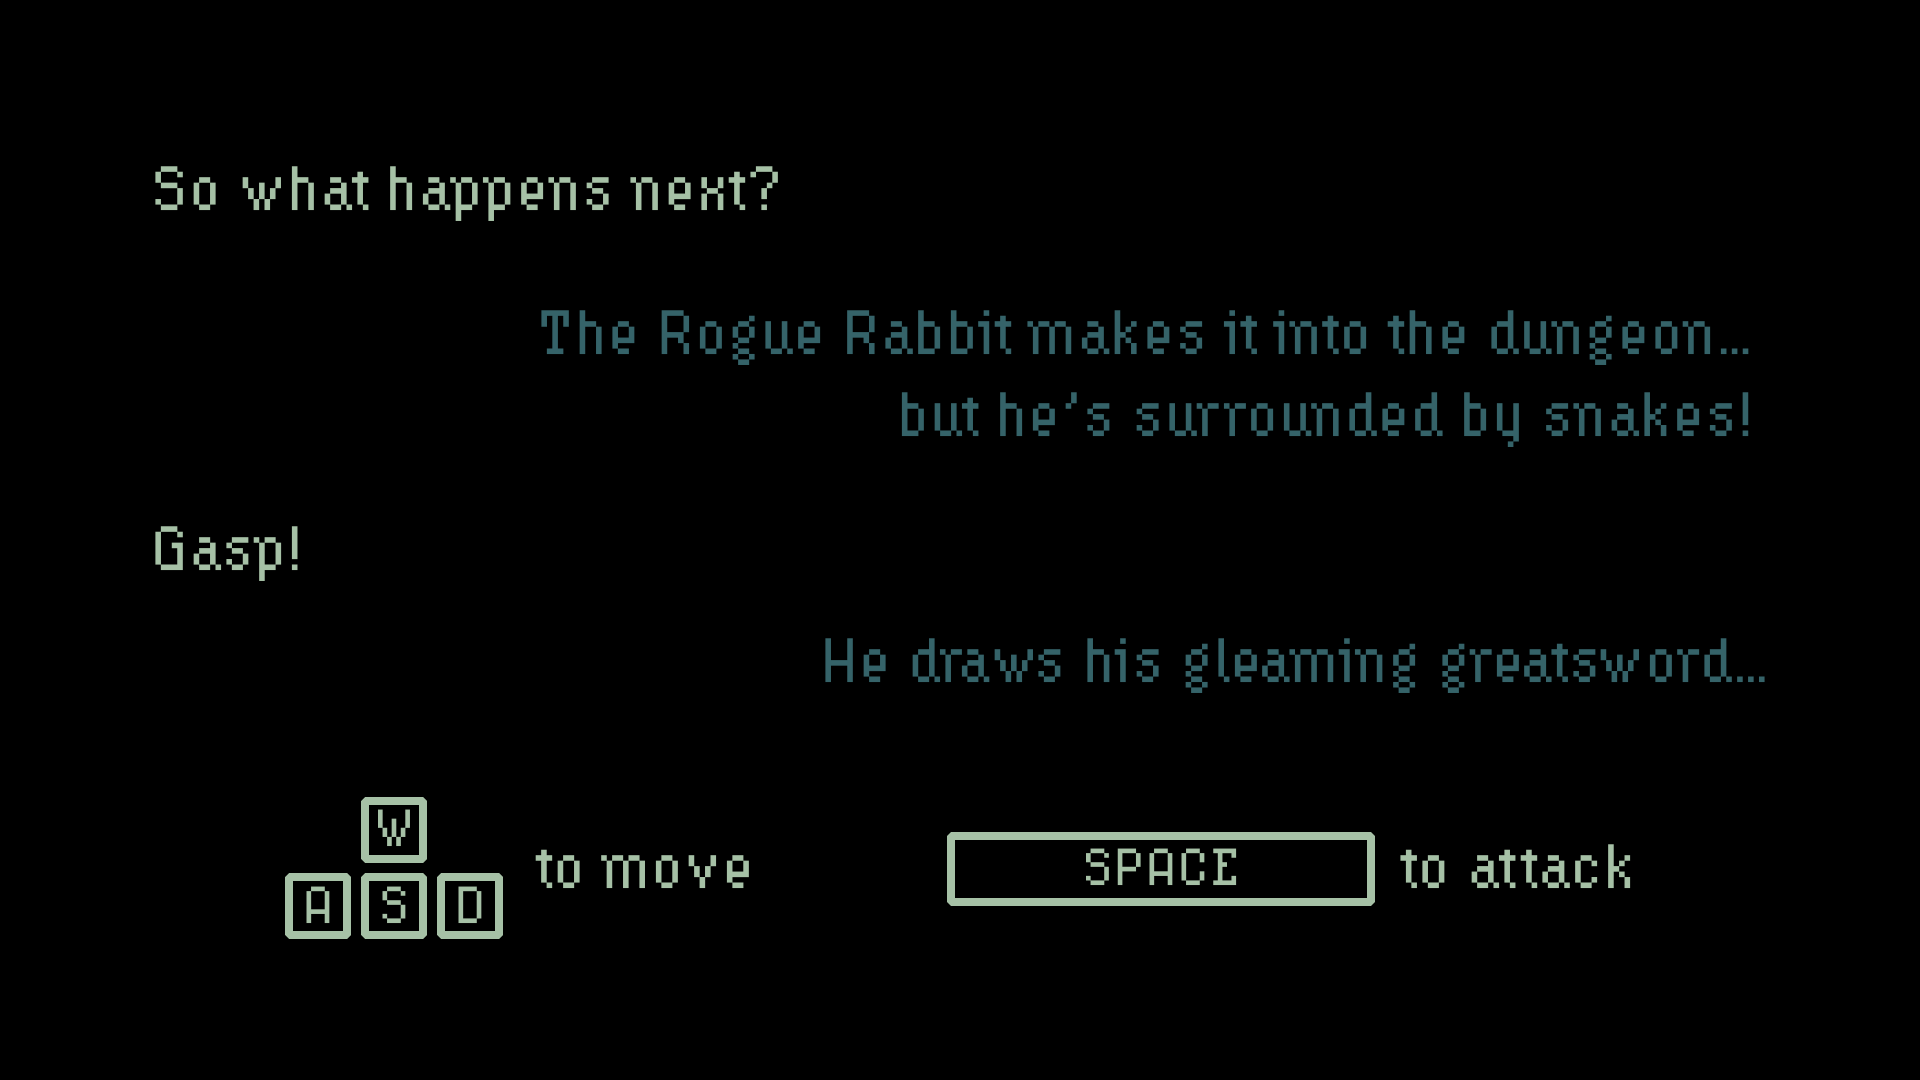 So what happens next?
The Rogue Rabbit makes it into the dungeon...
but he's surrounded by snakes!
Gasp!
He draws his gleaming greatsword...
W
A S D to move
SPACE to attack